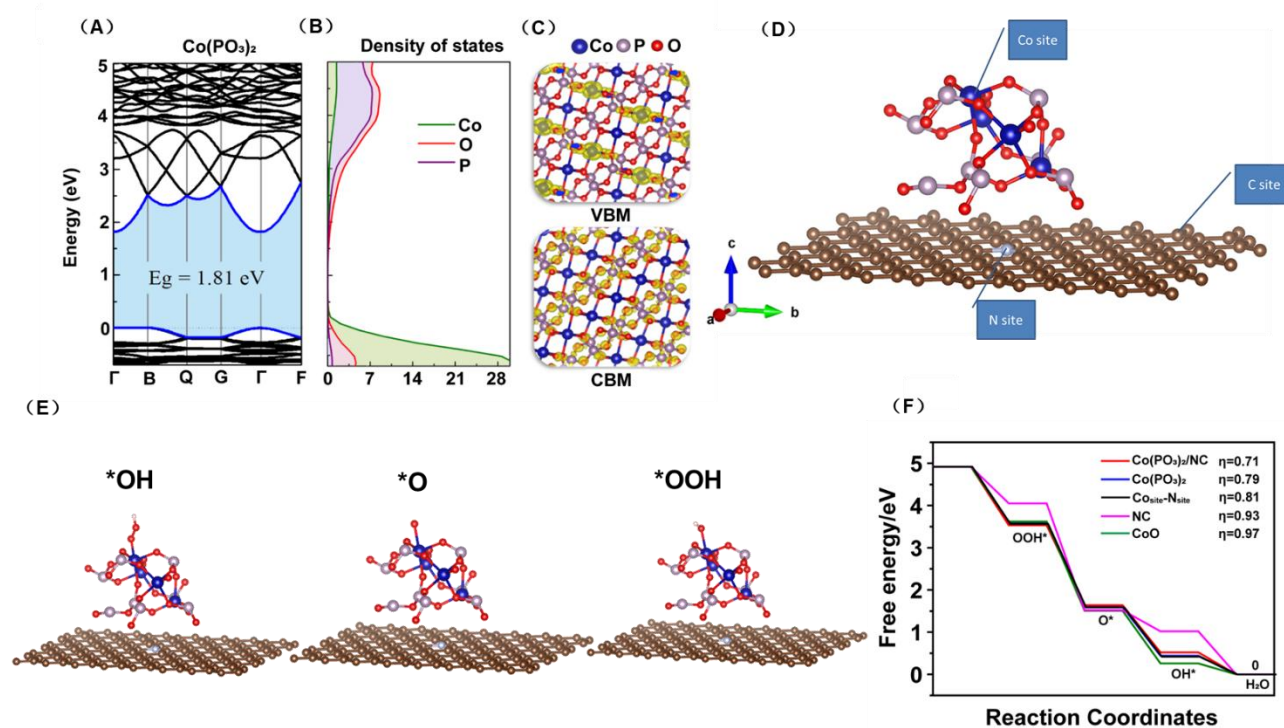 （A）
Co(PO₃)₂
Energy (eV)
5
4
3
2
1
0
Eg = 1.81 eV
Γ B Q G Γ F
（B）
Density of states
Co
O
P
0 7 14 21 28
（C）
Co P O
VBM
CBM
c
a b
（D）
Co site
C site
N site
（E）
*OH *O *OOH
（F）
Free energy/eV
5
4
3
2
1
0
Co(PO₃)₂/NC η=0.71
Co(PO₃)₂ η=0.79
Cosite-Nsite η=0.81
NC η=0.93
CoO η=0.97
OOH*
O*
OH*
0
H₂O
Reaction Coordinates